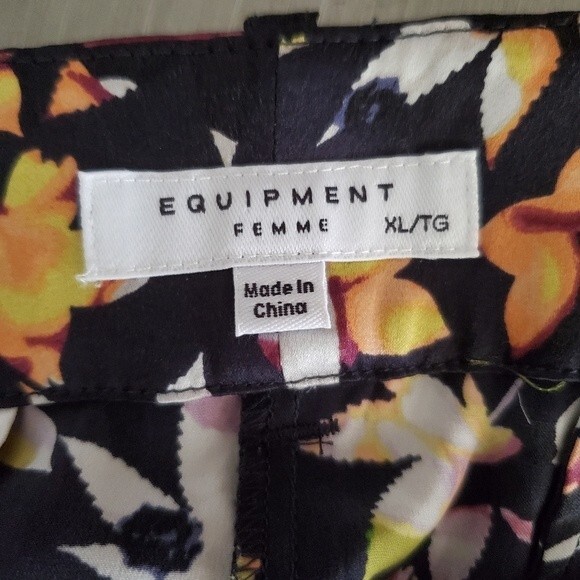 EQUIPMENT
FEMME XL/TG
Made In
China